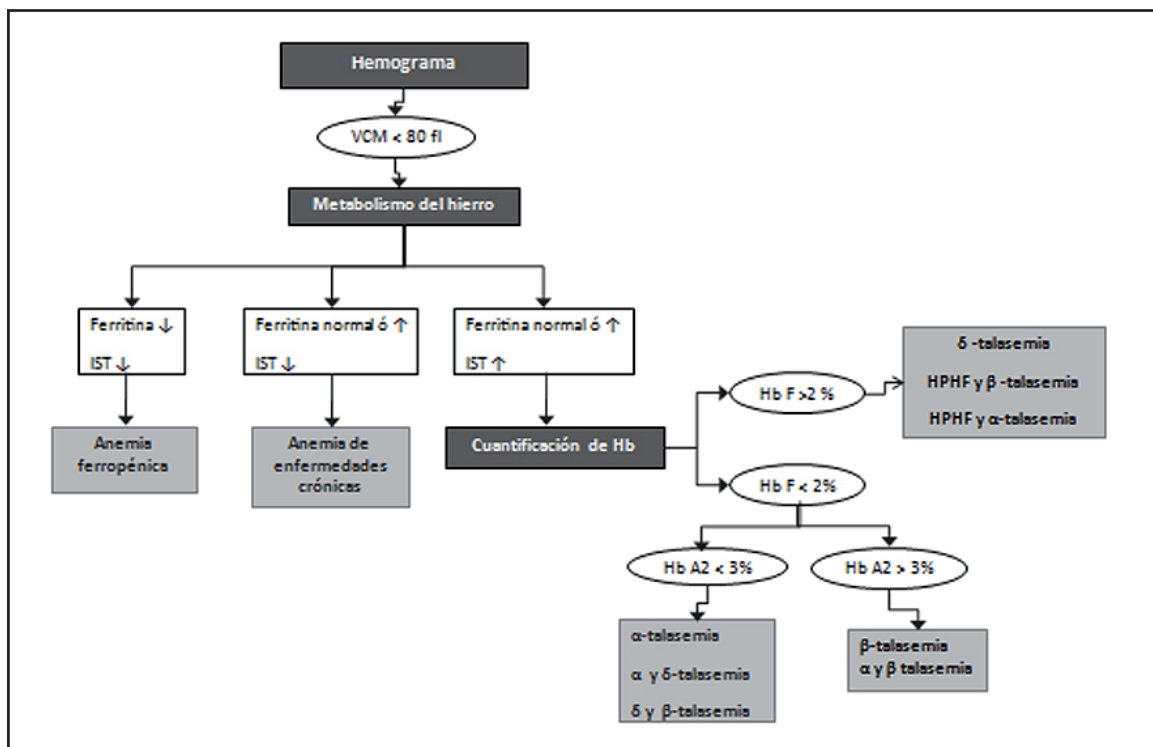 Hemograma
VCM < 80 fl
Metabolismo del hierro
Ferritina ↓
IST ↓
Ferritina normal ó ↑
IST ↓
Ferritina normal ó ↑
IST ↑
Anemia
ferropénica
Anemia de
enfermedades
crónicas
Cuantificación de Hb
Hb F >2 %
δ -talasemia
HPHF y β -talasemia
HPHF y α-talasemia
Hb F < 2%
Hb A2 < 3%
Hb A2 > 3%
α-talasemia
α y δ-talasemia
δ y β-talasemia
β-talasemia
α y β talasemia